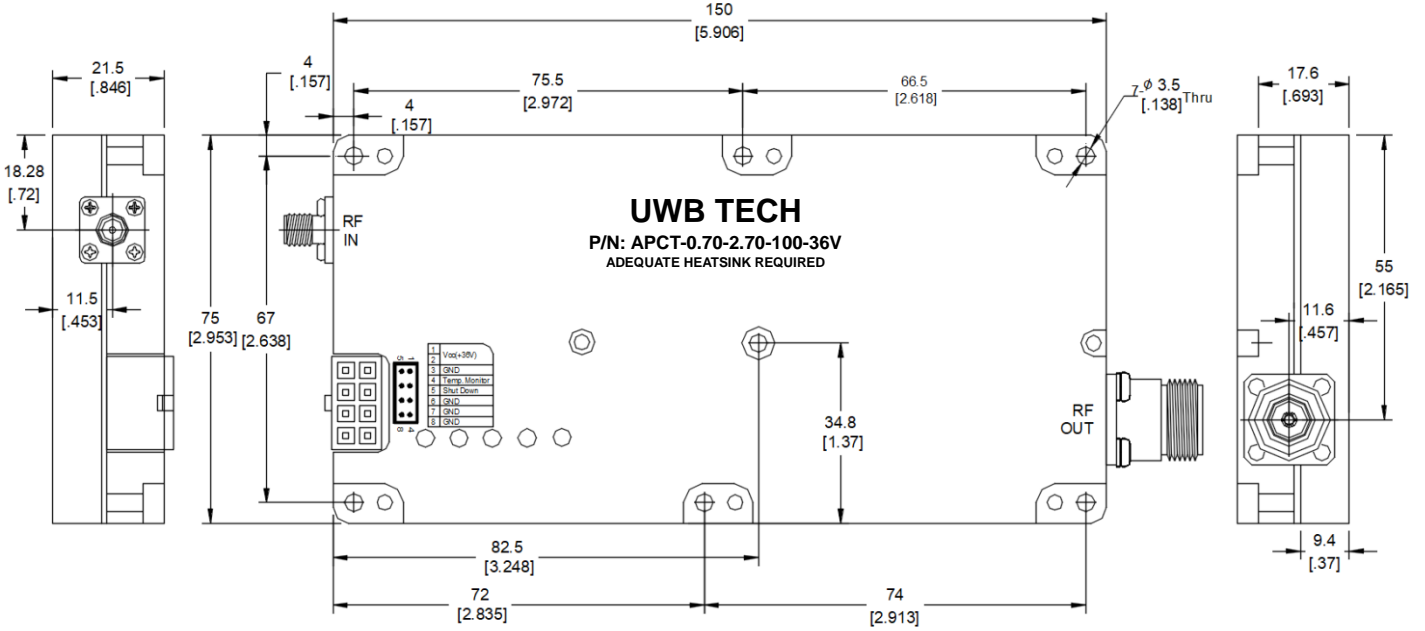 150
[5.906]
21.5
[.846]
4
[.157]
75.5
[2.972]
66.5
[2.618]
7-Ø 3.5
[.138] Thru
17.6
[.693]
4
[.157]
18.28
[.72]
RF
IN
UWB TECH
P/N: APCT-0.70-2.70-100-36V
ADEQUATE HEATSINK REQUIRED
55
[2.165]
11.5
[.453]
75
[2.953]
67
[2.638]
11.6
[.457]
5 1
1
2
3 GND
4 Temp. Monitor
5 Shut Down
6 GND
7 GND
8 GND
8 4
34.8
[1.37]
RF
OUT
82.5
[3.248]
9.4
[.37]
72
[2.835]
74
[2.913]